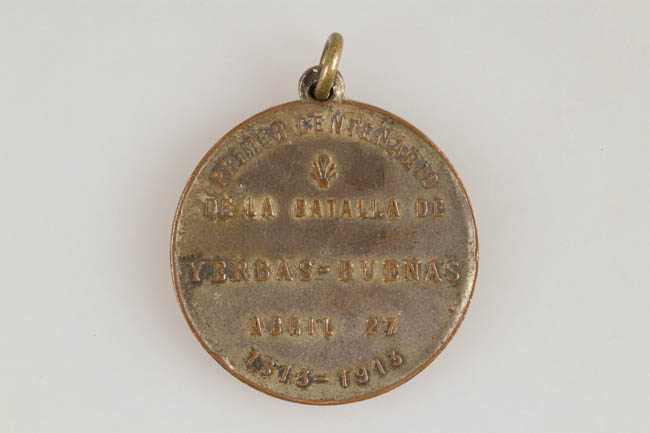 PRIMER CENTENARIO
DE LA BATALLA DE
YERBAS=BUENAS
ABRIL 27
1813=1913